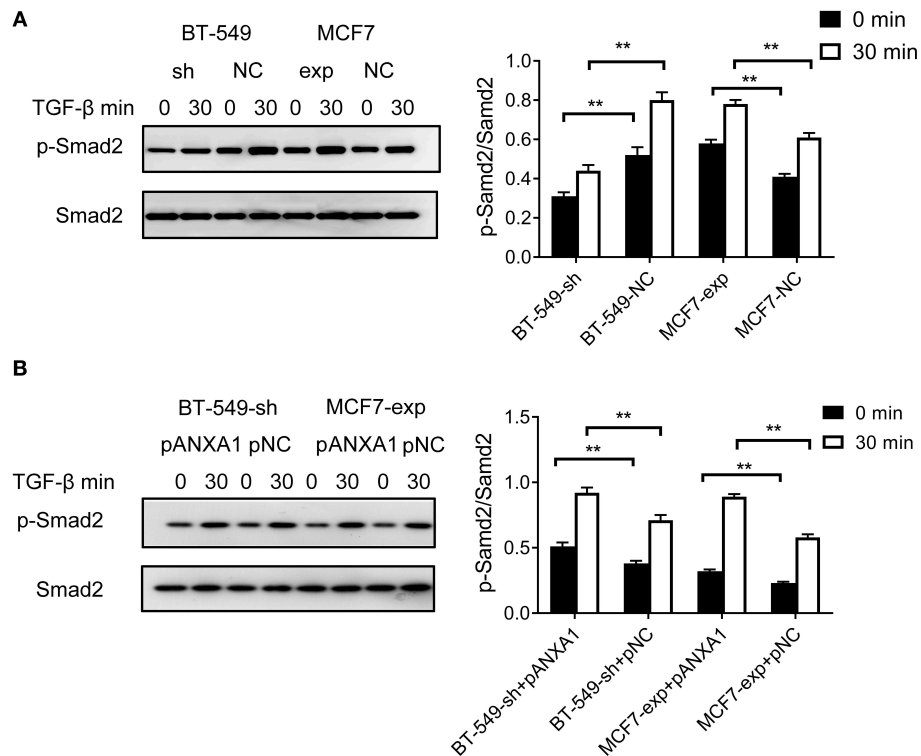 A
BT-549 MCF7
sh NC exp NC
TGF-β min 0 30 0 30 0 30 0 30
p-Smad2
Smad2
0 min
30 min
p-Samd2/Samd2
1.0
0.8
0.6
0.4
0.2
0.0
** ** ** **
BT-549-sh
BT-549-NC
MCF7-exp
MCF7-NC
B
BT-549-sh MCF7-exp
pANXA1 pNC pANXA1 pNC
TGF-β min 0 30 0 30 0 30 0 30
p-Smad2
Smad2
0 min
30 min
p-Samd2/Samd2
1.5
1.0
0.5
0.0
** ** ** **
BT-549-sh+pANXA1
BT-549-sh+pNC
MCF7-exp+pANXA1
MCF7-exp+pNC